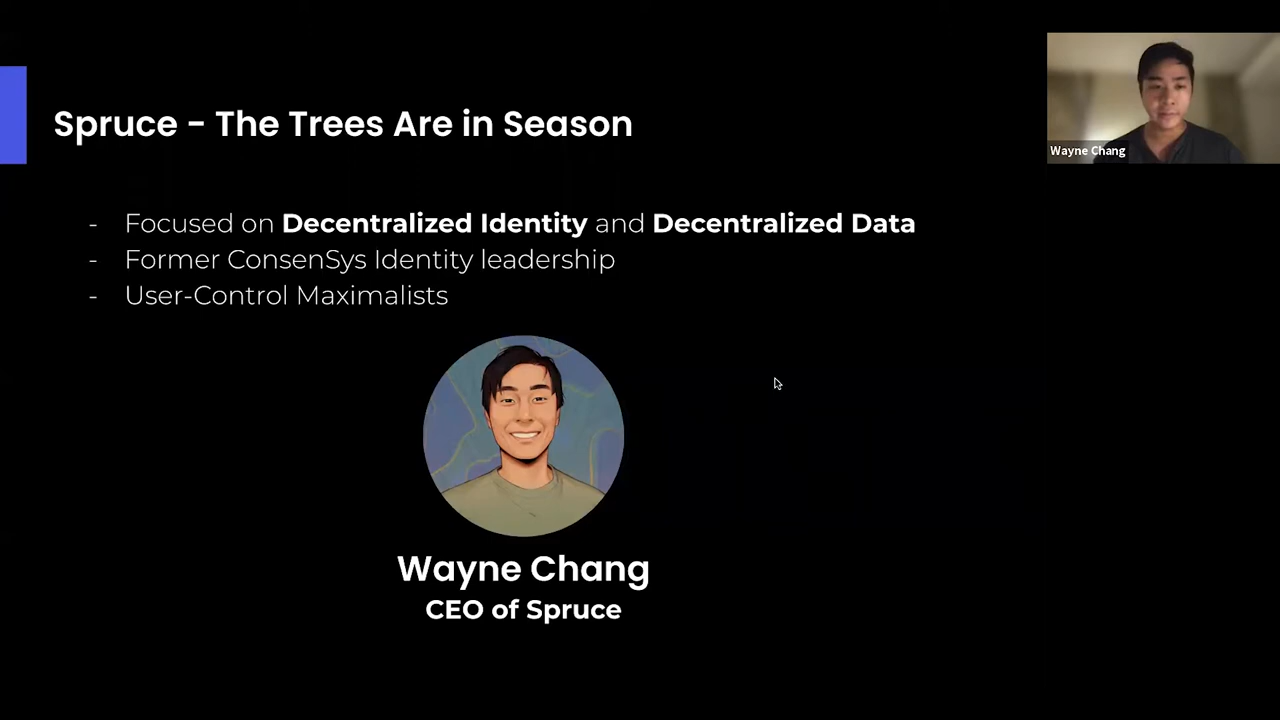 Spruce - The Trees Are in Season
Wayne Chang
- Focused on Decentralized Identity and Decentralized Data
- Former ConsenSys Identity leadership
- User-Control Maximalists
Wayne Chang
CEO of Spruce